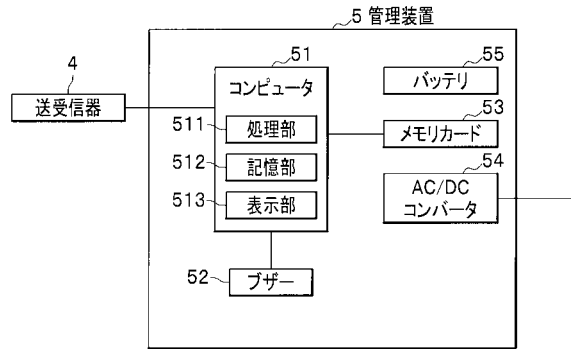 5 管理装置
4
送受信器
51
コンピュータ
511
処理部
512
記憶部
513
表示部
52
ブザー
55
バッテリ
53
メモリカード
54
AC/DC
コンバータ